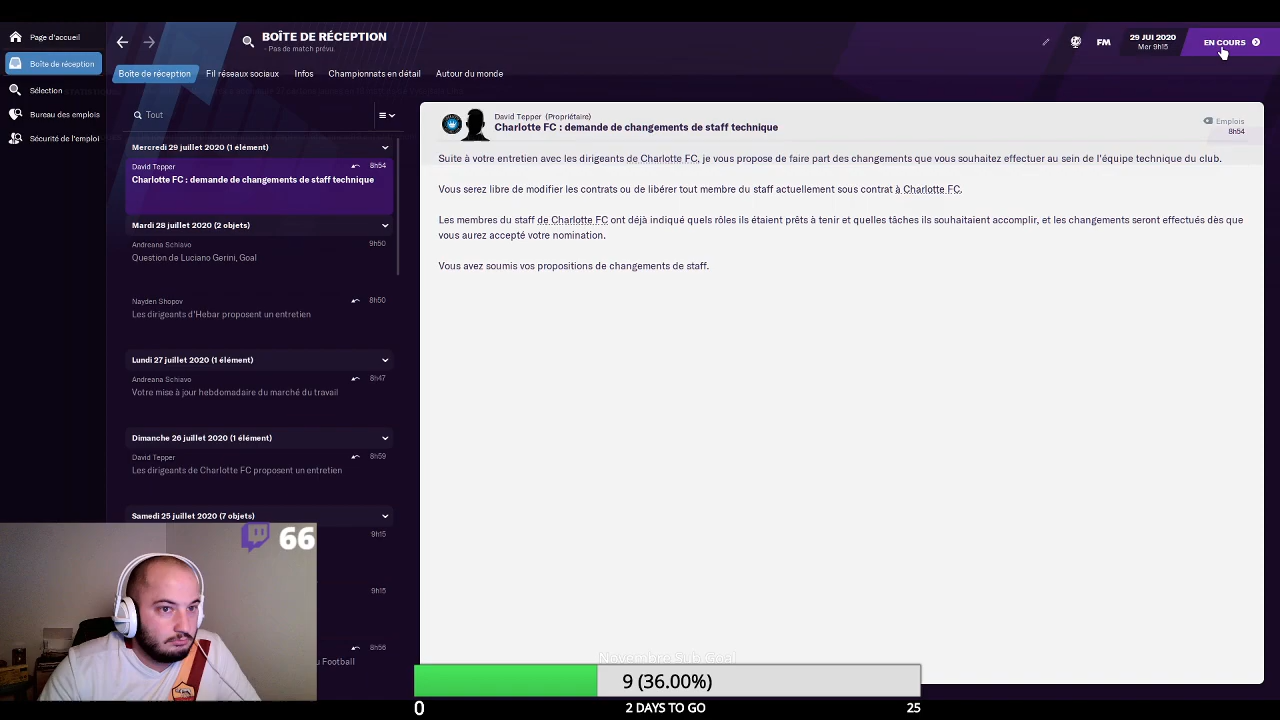 Page d'accueil
Boîte de réception
Sélection
Bureau des emplois
Sécurité de l'emploi
BOÎTE DE RÉCEPTION
- Pas de match prévu.
FM
29 JUI 2020
Mer 9h15
EN COURS
Boîte de réception
Fil réseaux sociaux
Infos
Championnats en détail
Autour du monde
Tout
Mercredi 29 juillet 2020 (1 élément)
David Tepper
8h54
Charlotte FC : demande de changements de staff technique
Mardi 28 juillet 2020 (2 objets)
Andreana Schiavo
9h50
Question de Luciano Gerini, Goal
Nayden Shopov
8h50
Les dirigeants d'Hebar proposent un entretien
Lundi 27 juillet 2020 (1 élément)
Andreana Schiavo
8h47
Votre mise à jour hebdomadaire du marché du travail
Dimanche 26 juillet 2020 (1 élément)
David Tepper
8h59
Les dirigeants de Charlotte FC proposent un entretien
Samedi 25 juillet 2020 (7 objets)
9h15
9h15
8h56
u Football
David Tepper (Propriétaire)
Charlotte FC : demande de changements de staff technique
Emplois
8h54
Suite à votre entretien avec les dirigeants de Charlotte FC, je vous propose de faire part des changements que vous souhaitez effectuer au sein de l'équipe technique du club.
Vous serez libre de modifier les contrats ou de libérer tout membre du staff actuellement sous contrat à Charlotte FC.
Les membres du staff de Charlotte FC ont déjà indiqué quels rôles ils étaient prêts à tenir et quelles tâches ils souhaitaient accomplir, et les changements seront effectués dès que
vous aurez accepté votre nomination.
Vous avez soumis vos propositions de changements de staff.
66
Novembre Sub Goal
9 (36.00%)
0
2 DAYS TO GO
25